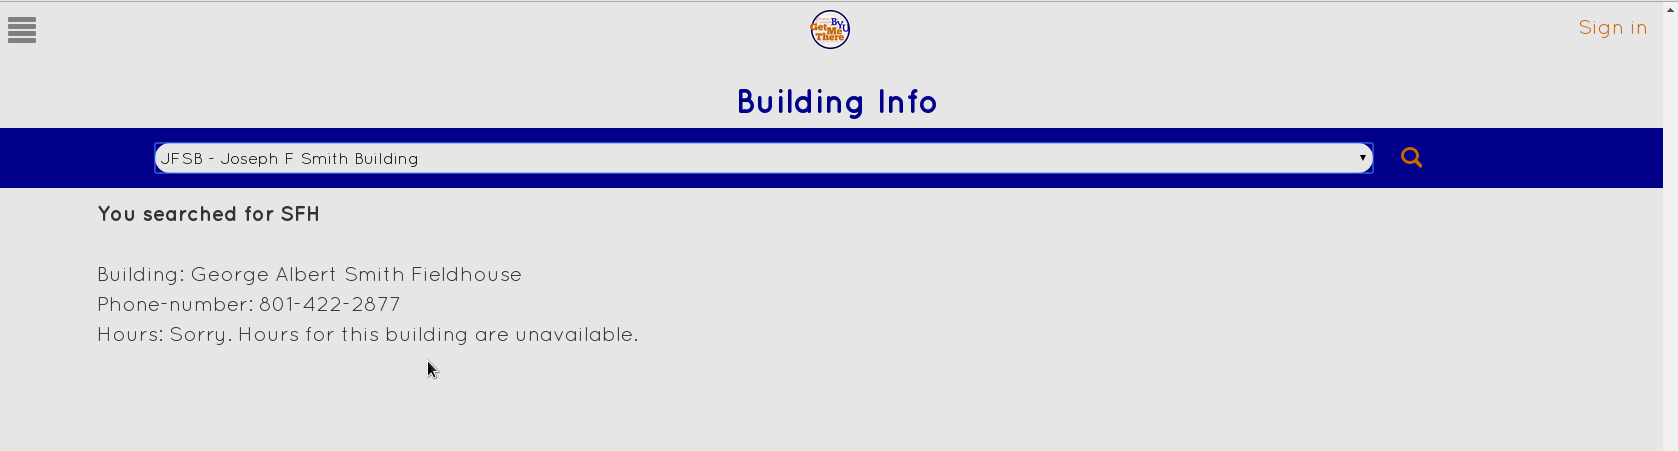 BYU
Get Me There
Sign in
Building Info
JFSB - Joseph F Smith Building
You searched for SFH
Building: George Albert Smith Fieldhouse
Phone-number: 801-422-2877
Hours: Sorry. Hours for this building are unavailable.